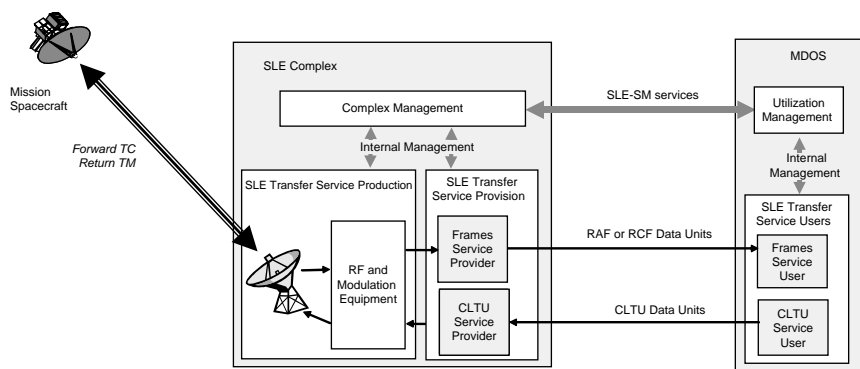 Mission
Spacecraft
Forward TC
Return TM
SLE Complex
Complex Management
Internal Management
SLE Transfer Service Production
RF and
Modulation
Equipment
SLE Transfer
Service Provision
Frames
Service
Provider
CLTU
Service
Provider
SLE-SM services
RAF or RCF Data Units
CLTU Data Units
MDOS
Utilization
Management
Internal
Management
SLE Transfer
Service Users
Frames
Service
User
CLTU
Service
User